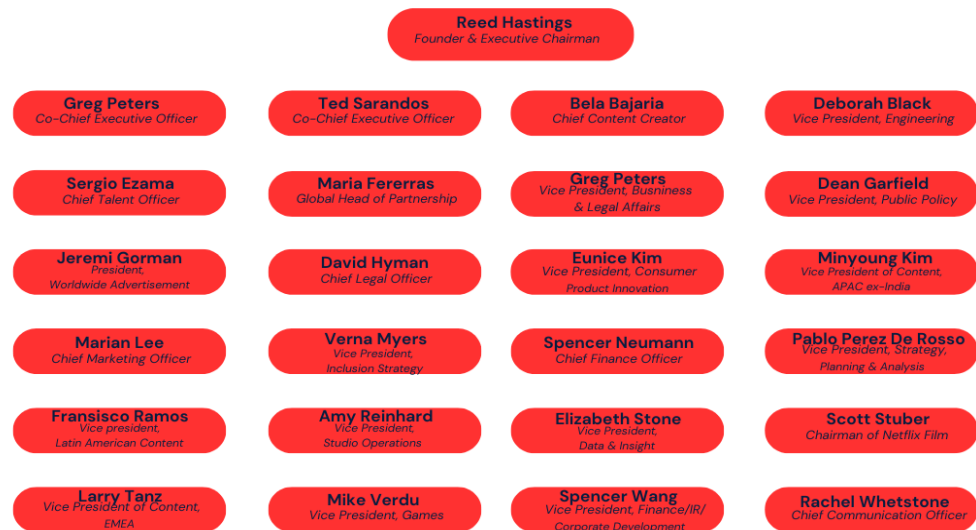 Reed Hastings
Founder & Executive Chairman
Greg Peters
Co-Chief Executive Officer
Ted Sarandos
Co-Chief Executive Officer
Bela Bajaria
Chief Content Creator
Deborah Black
Vice President, Engineering
Sergio Ezama
Chief Talent Officer
Maria Fererras
Global Head of Partnership
Greg Peters
Vice President, Busniness
& Legal Affairs
Dean Garfield
Vice President, Public Policy
Jeremi Gorman
President,
Worldwide Advertisement
David Hyman
Chief Legal Officer
Eunice Kim
Vice President, Consumer
Product Innovation
Minyoung Kim
Vice President of Content,
APAC ex-India
Marian Lee
Chief Marketing Officer
Verna Myers
Vice President,
Inclusion Strategy
Spencer Neumann
Chief Finance Officer
Pablo Perez De Rosso
Vice President, Strategy,
Planning & Analysis
Fransisco Ramos
Vice president,
Latin American Content
Amy Reinhard
Vice President,
Studio Operations
Elizabeth Stone
Vice President,
Data & Insight
Scott Stuber
Chairman of Netflix Film
Larry Tanz
Vice President of Content,
EMEA
Mike Verdu
Vice President, Games
Spencer Wang
Vice President, Finance/IR/
Corporate Development
Rachel Whetstone
Chief Communication Officer